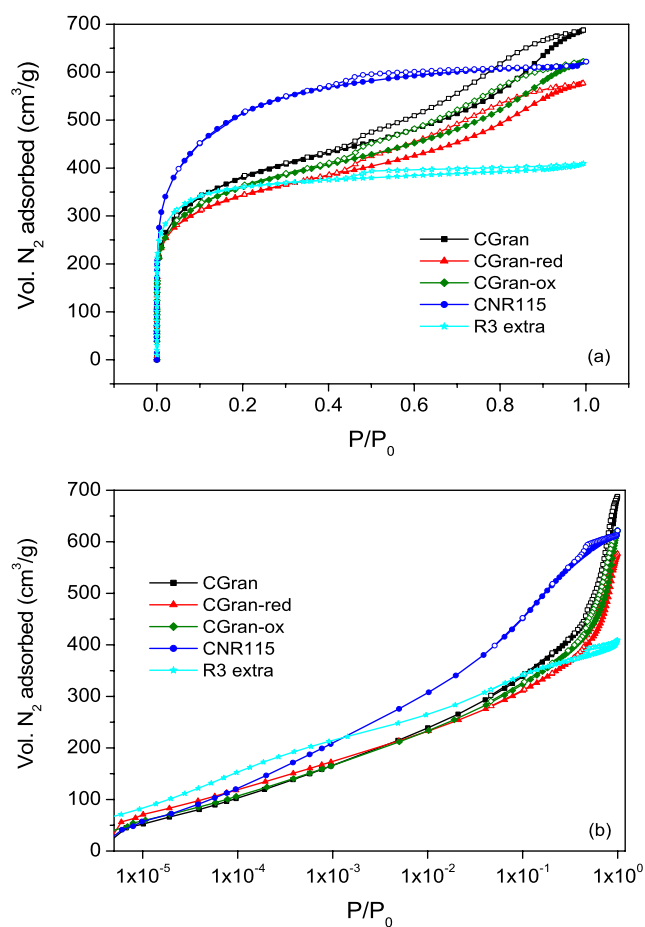 700
600
500
400
300
200
100
0
Vol. N₂ adsorbed (cm³/g)
CGran
CGran-red
CGran-ox
CNR115
R3 extra
(a)
0.0 0.2 0.4 0.6 0.8 1.0
P/P₀
700
600
500
400
300
200
100
0
Vol. N₂ adsorbed (cm³/g)
CGran
CGran-red
CGran-ox
CNR115
R3 extra
(b)
1x10⁻⁵ 1x10⁻⁴ 1x10⁻³ 1x10⁻² 1x10⁻¹ 1x10⁰
P/P₀